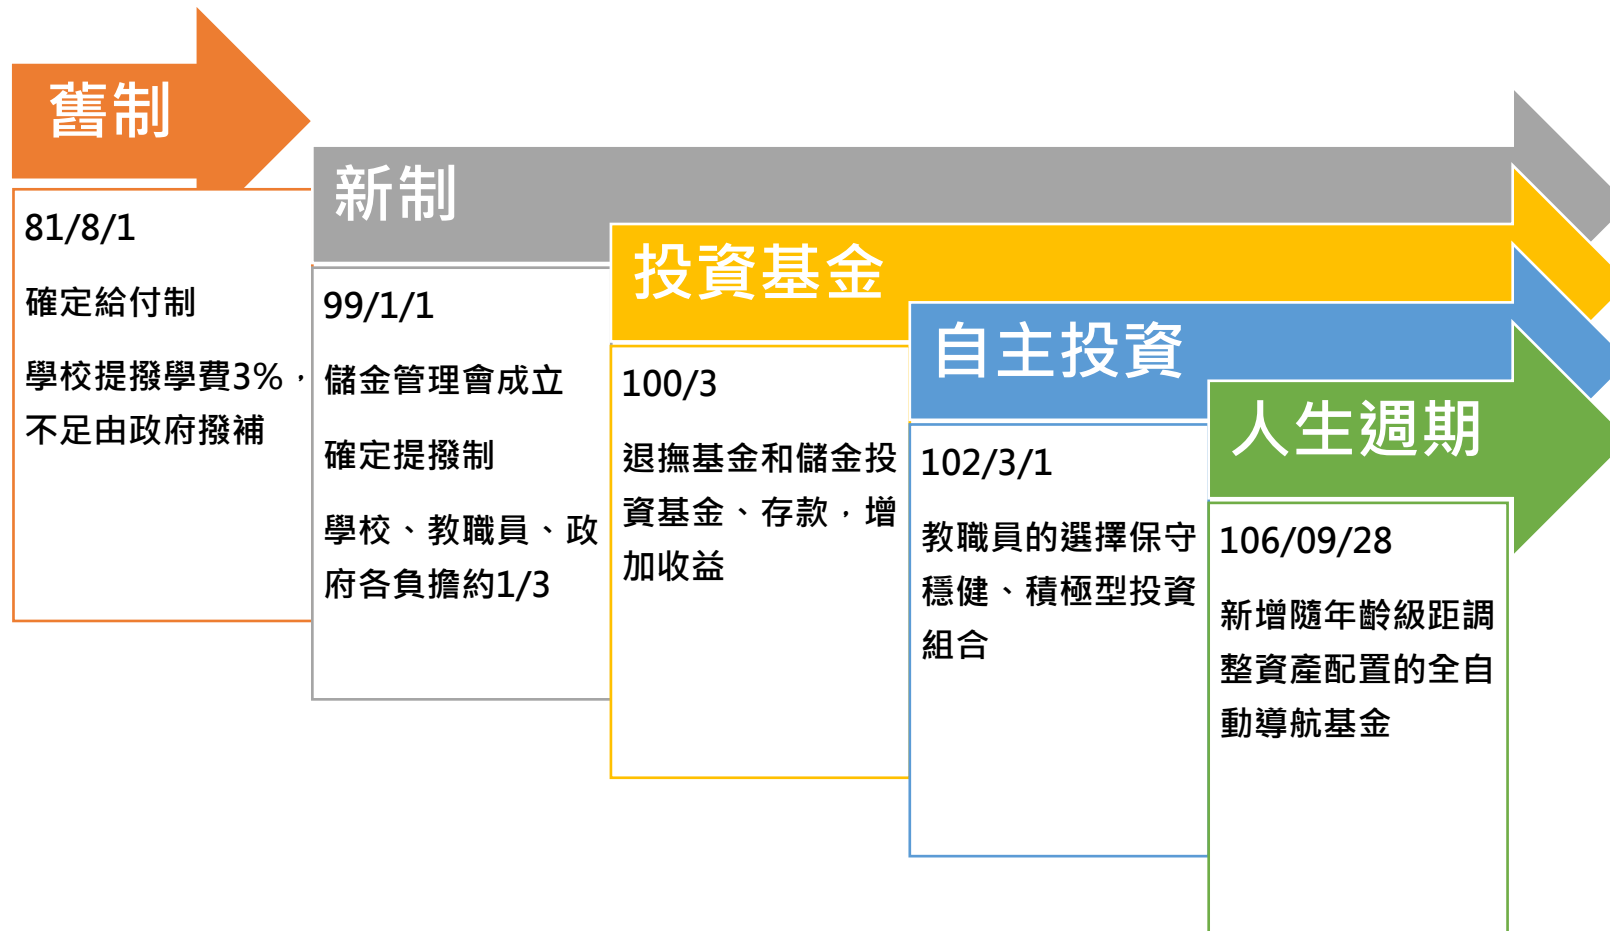 舊制
81/8/1
確定給付制
學校提撥學費3%，
不足由政府撥補
新制
99/1/1
儲金管理會成立
確定提撥制
學校、教職員、政
府各負擔約1/3
投資基金
100/3
退撫基金和儲金投
資基金、存款，增
加收益
自主投資
102/3/1
教職員的選擇保守
穩健、積極型投資
組合
人生週期
106/09/28
新增隨年齡級距調
整資產配置的全自
動導航基金